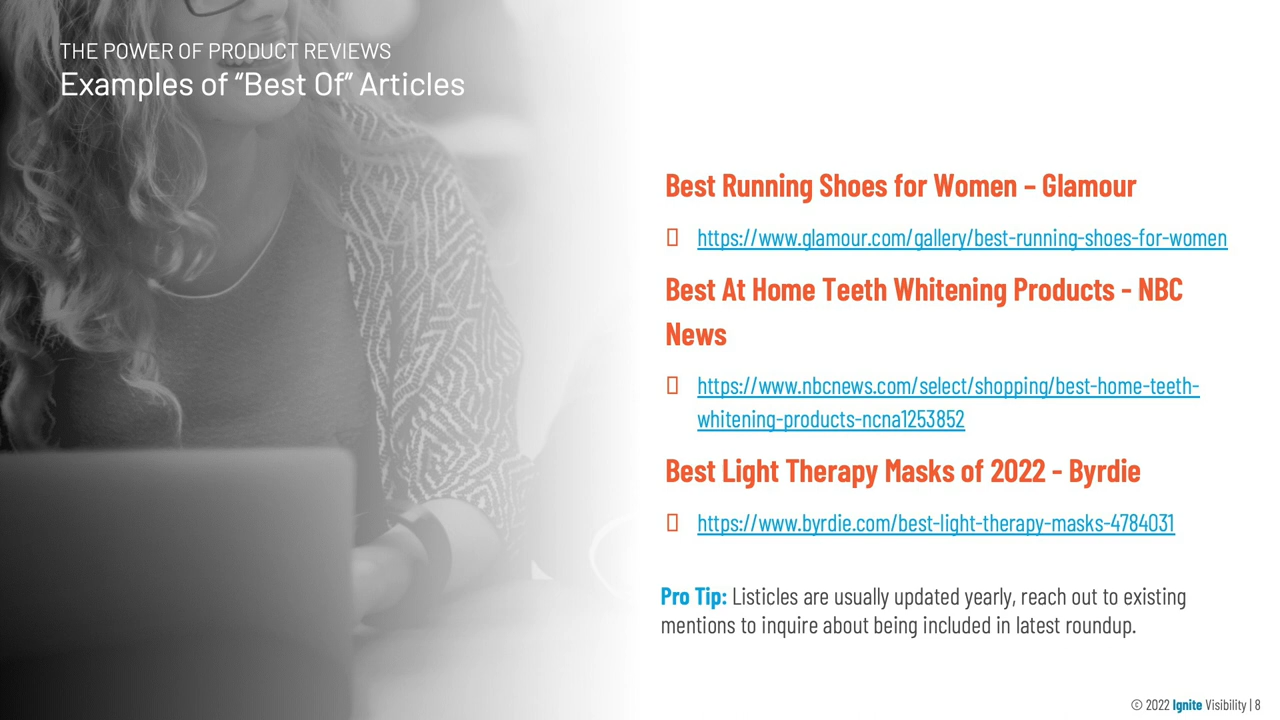 THE POWER OF PRODUCT REVIEWS
Examples of “Best Of” Articles
Best Running Shoes for Women – Glamour
https://www.glamour.com/gallery/best-running-shoes-for-women
Best At Home Teeth Whitening Products - NBC
News
https://www.nbcnews.com/select/shopping/best-home-teeth-
whitening-products-ncna1253852
Best Light Therapy Masks of 2022 - Byrdie
https://www.byrdie.com/best-light-therapy-masks-4784031
Pro Tip: Listicles are usually updated yearly, reach out to existing
mentions to inquire about being included in latest roundup.
© 2022 Ignite Visibility | 8